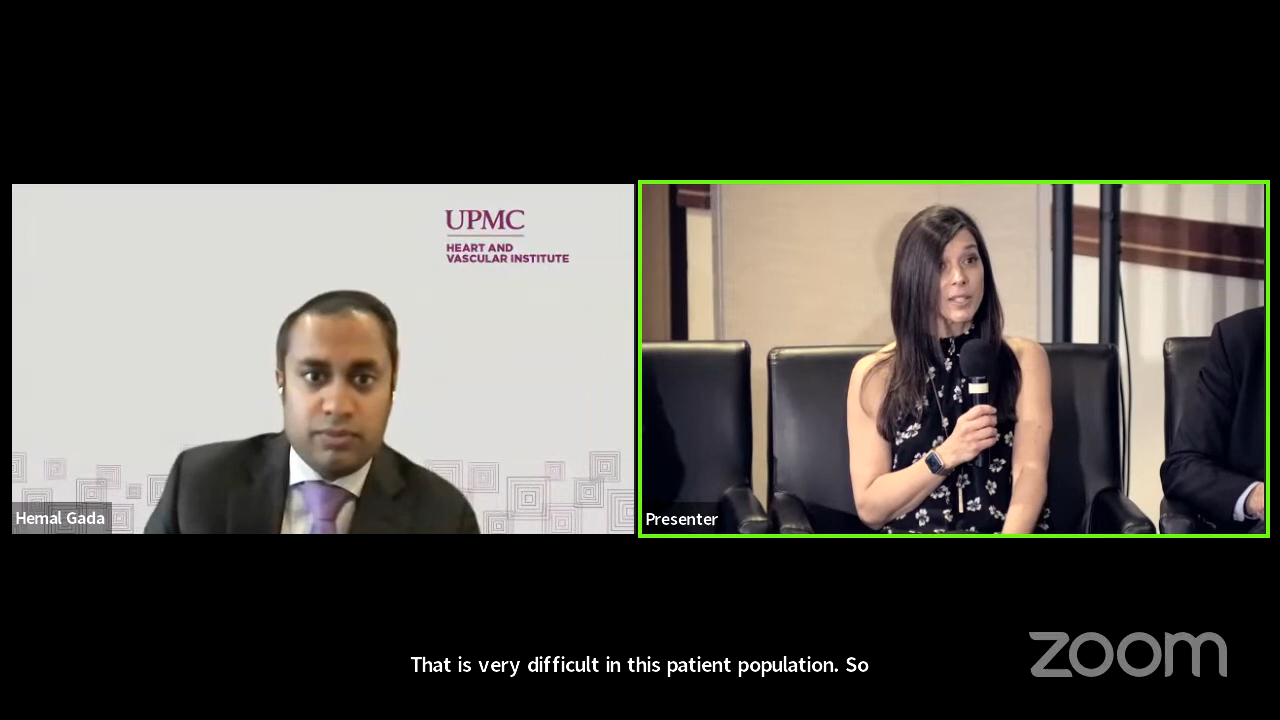 UPMC
HEART AND
VASCULAR INSTITUTE
Hemal Gada
Presenter
That is very difficult in this patient population. So
zoom